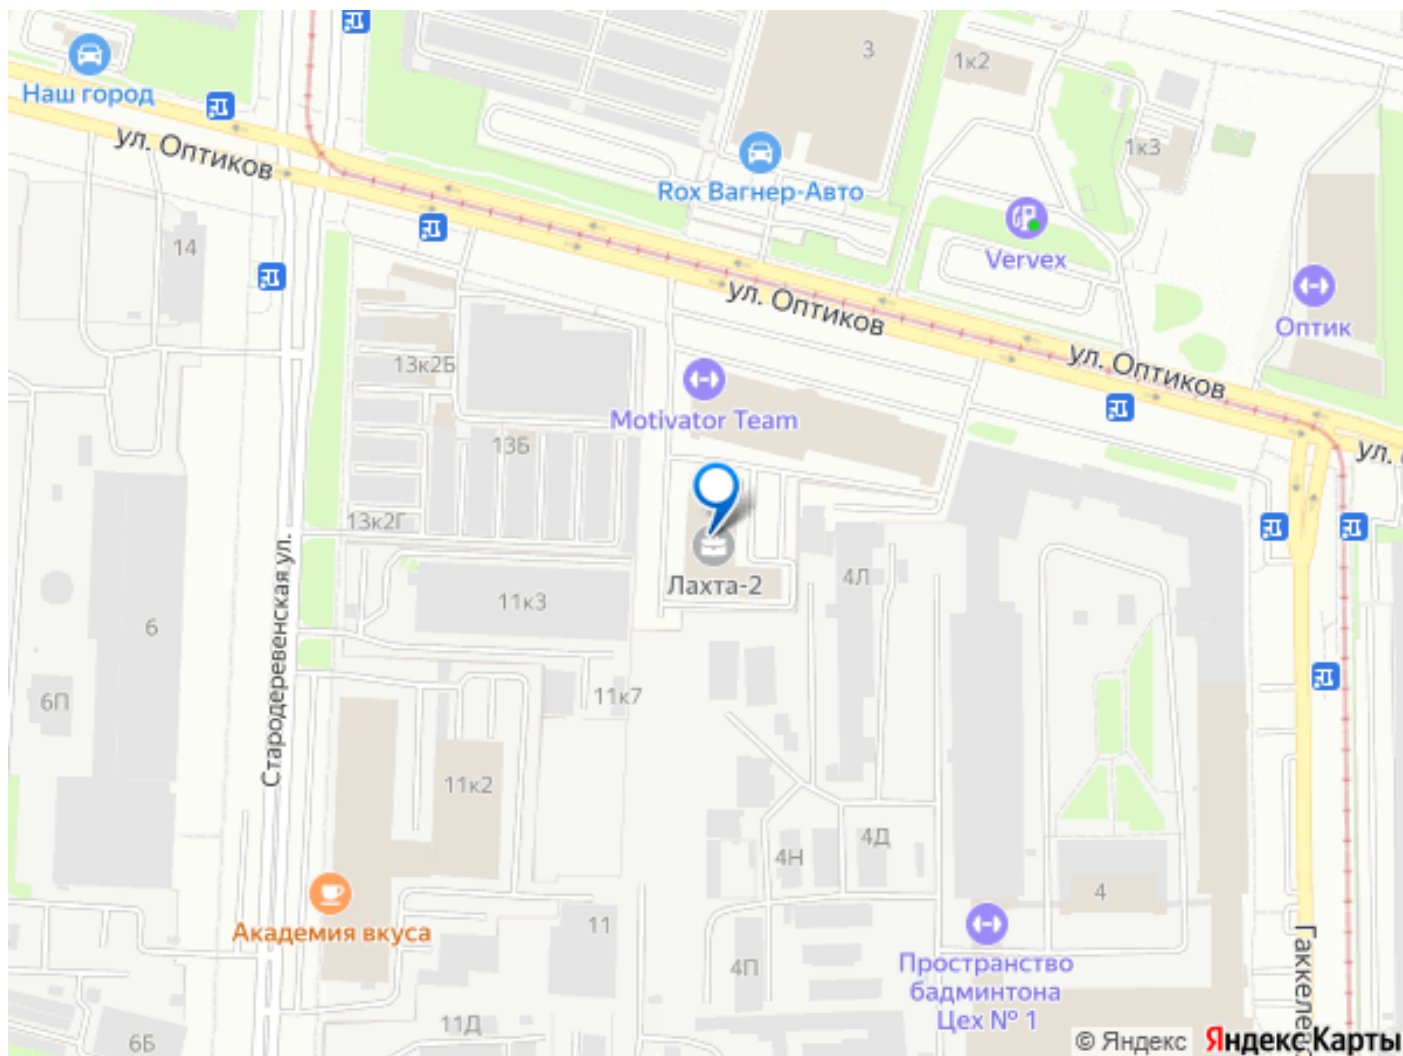 3
1к2
Наш город
ул. Оптиков
1к3
Rox Вагнер-Авто
14
Vervex
ул. Оптиков
Оптик
ул. Оптиков
13к2Б
Motivator Team
13Б
ул.
13к2Г
4Л
Лахта-2
11к3
Стародеревенская ул.
6
6П
11к7
11к2
4Д
4Н
4
Академия вкуса
11
Гаккелев
4П
Пространство
бадминтона
Цех № 1
11Д
6Б
© Яндекс Яндекс Карты